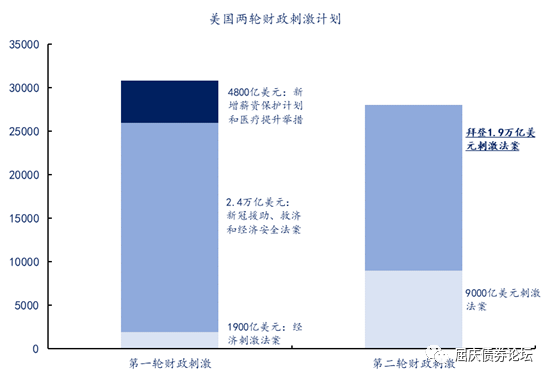 美国两轮财政刺激计划
35000
30000
25000
20000
15000
10000
5000
0
4800亿美元：新
增薪资保护计划
和医疗提升举措
2.4万亿美元：
新冠援助、救济
和经济安全法案
1900亿美元：经
济刺激法案
拜登1.9万亿美
元刺激法案
9000亿美元刺激
法案
第一轮财政刺激
第二轮财政刺激
屈庆债券论坛